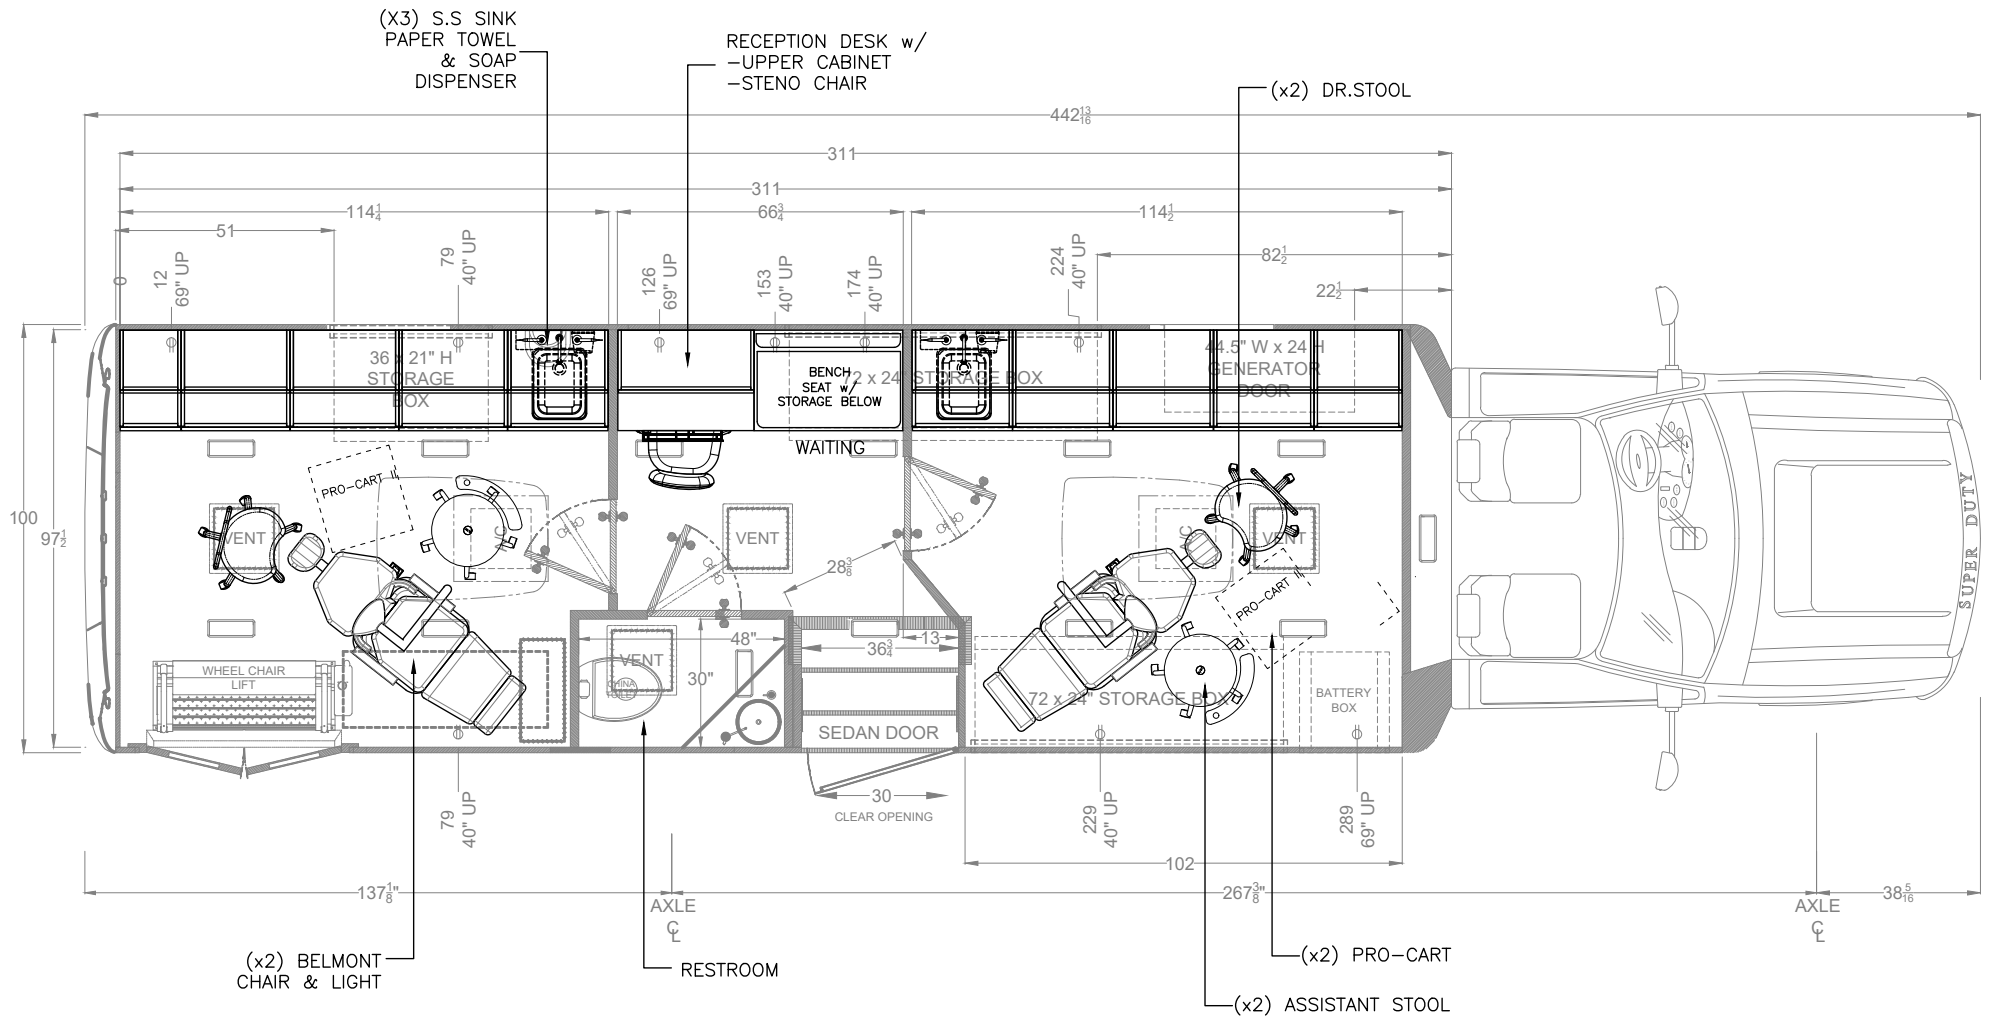 (X3) S.S SINK
PAPER TOWEL
& SOAP
DISPENSER
RECEPTION DESK w/
-UPPER CABINET
-STENO CHAIR
(x2) DR.STOOL
442 13/16
311
311
114 1/4
66 3/4
114 1/2
51
82 1/2
22 1/2
0
12
69" UP
79
40" UP
126
69" UP
153
40" UP
174
40" UP
224
40" UP
100
97 1/2
36 x 21" H
STORAGE
BOX
BENCH
SEAT w/
STORAGE BELOW
72 x 24" STORAGE BOX
44.5" W x 24 H
GENERATOR
DOOR
WAITING
PRO-CART II
VENT
A/C
VENT
28 3/8
A/C
VENT
PRO-CART II
SUPER DUTY
48"
VENT
CHINA
TOILET
30"
36 3/4
13
WHEEL CHAIR
LIFT
72 x 24" STORAGE BOX
BATTERY
BOX
SEDAN DOOR
30
CLEAR OPENING
79
40" UP
229
40" UP
289
69" UP
102
137 1/8"
267 3/8"
38 5/16
AXLE
CL
AXLE
CL
(x2) BELMONT
CHAIR & LIGHT
RESTROOM
(x2) PRO-CART
(x2) ASSISTANT STOOL